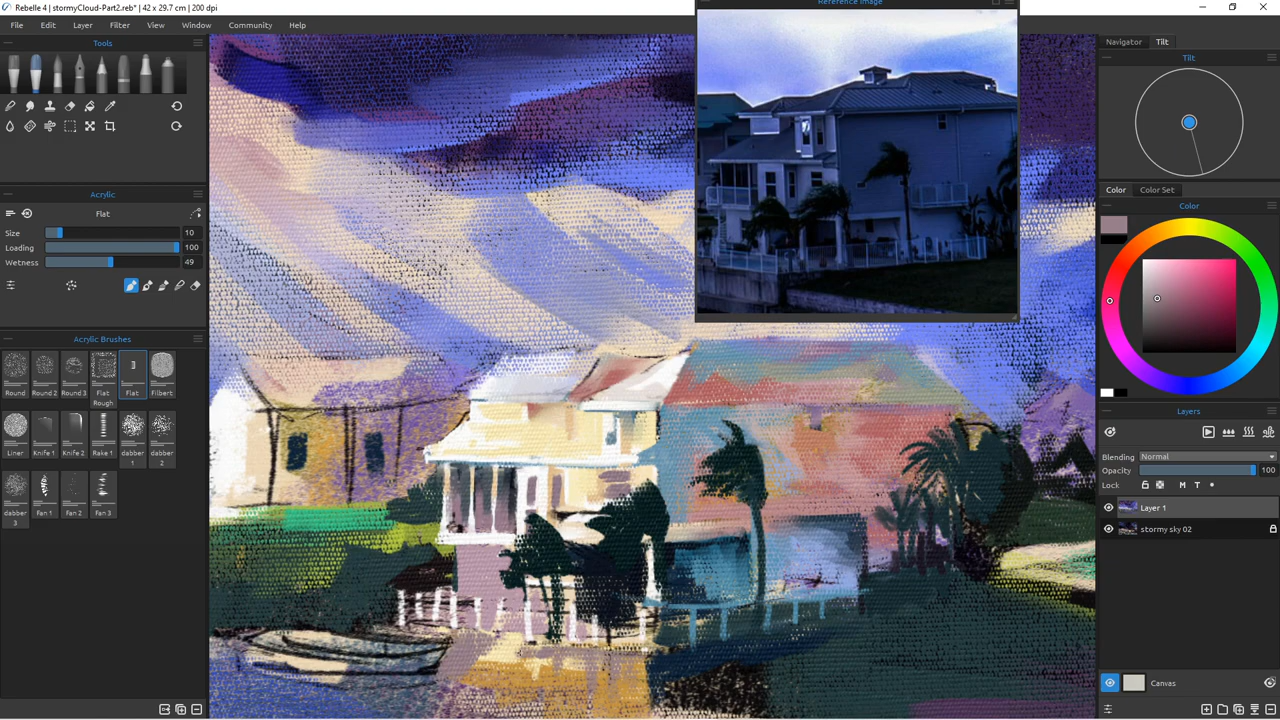 Rebelle 4 | stormyCloud-Part2.reb* | 42 x 29.7 cm | 200 dpi
Reference Image
File Edit Layer Filter View Window Community Help
Tools
Navigator Tilt
Tilt
Acrylic
Color Color Set
Color
Flat
Size 10
Loading 100
Wetness 49
Acrylic Brushes
Round Round 2 Round 3 Flat Rough Flat Filbert
Liner Knife 1 Knife 2 Rake 1 dabber 1 dabber 2
dabber 3 Fan 1 Fan 2 Fan 3
Layers
Blending Normal
Opacity 100
Lock M T
Layer 1
stormy sky 02
Canvas